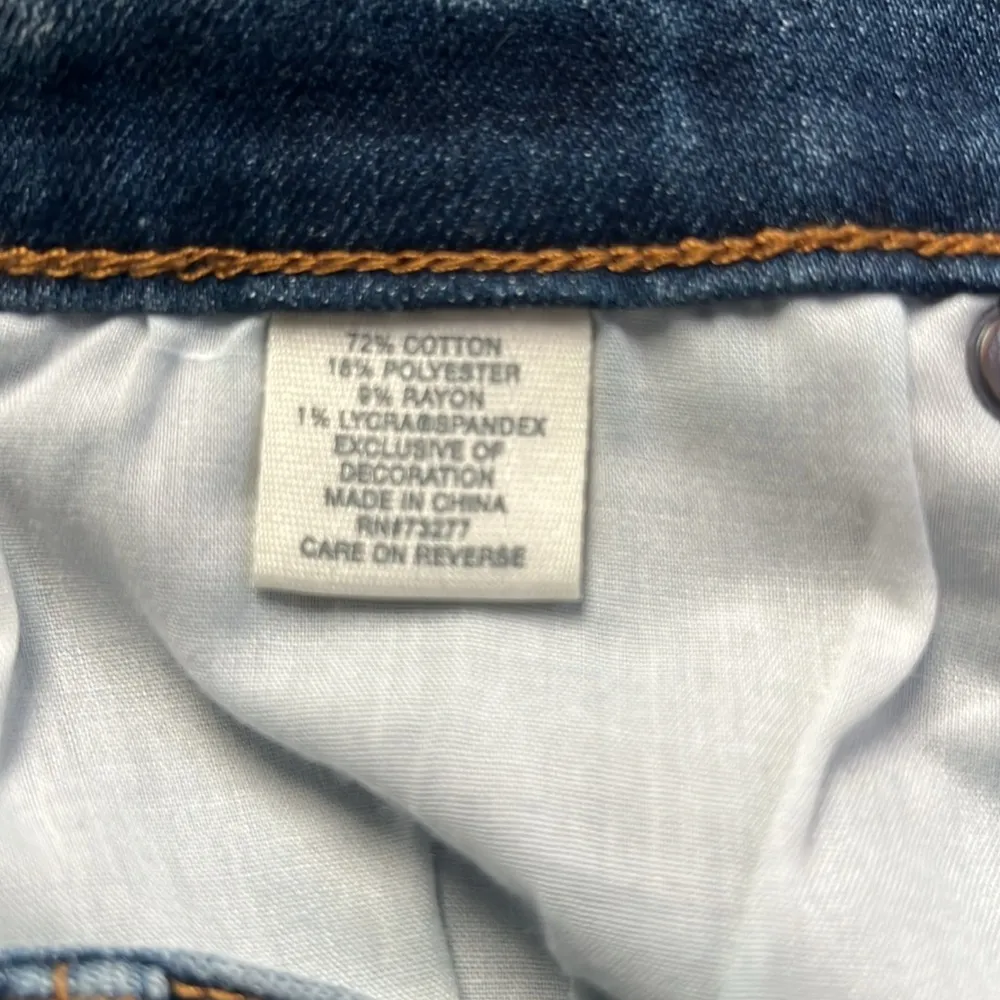 72% COTTON
18% POLYESTER
9% RAYON
1% LYCRA®SPANDEX
EXCLUSIVE OF
DECORATION
MADE IN CHINA
RN#73277
CARE ON REVERSE